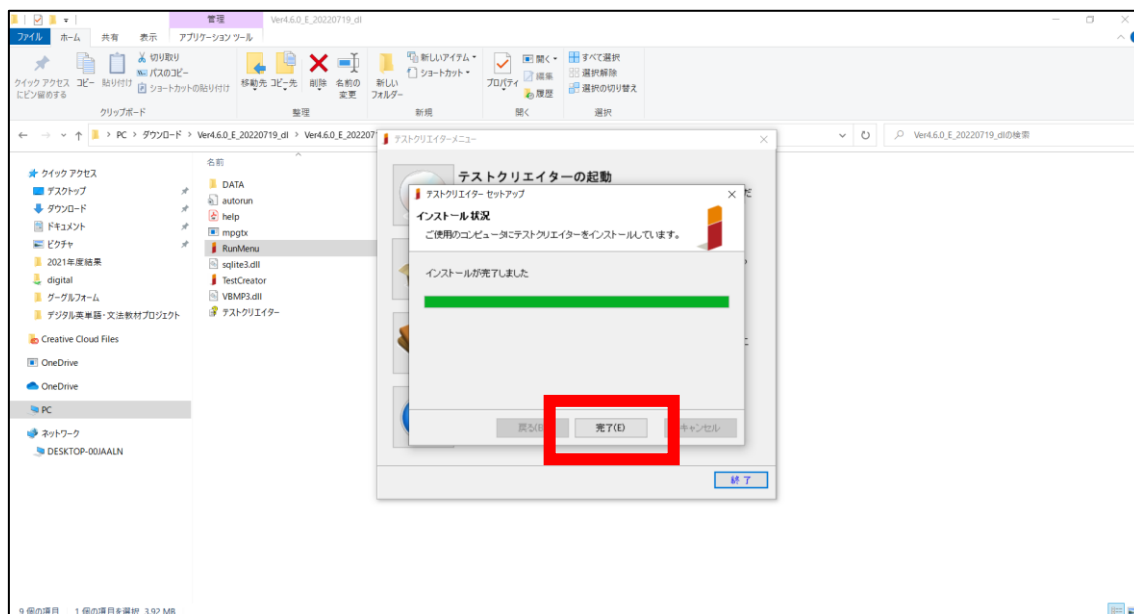 管理
Ver4.6.0_E_20220719_dl
ファイル
ホーム
共有
表示
アプリケーション ツール
クイック アクセス
にピン留めする
コピー
貼り付け
切り取り
パスのコピー
ショートカットの貼り付け
クリップボード
移動先
コピー先
削除
名前の
変更
整理
新しい
フォルダー
新しいアイテム
ショートカット
新規
プロパティ
開く
編集
履歴
開く
すべて選択
選択解除
選択の切り替え
選択
PC > ダウンロード > Ver4.6.0_E_20220719_dl > Ver4.6.0_E_20220
Ver4.6.0_E_20220719_dlの検索
クイック アクセス
デスクトップ
ダウンロード
ドキュメント
ピクチャ
2021年度結果
digital
グーグルフォーム
デジタル英単語・文法教材プロジェクト
Creative Cloud Files
OneDrive
OneDrive
PC
ネットワーク
DESKTOP-00JAALN
名前
DATA
autorun
help
mpgtx
RunMenu
sqlite3.dll
TestCreator
VBMP3.dll
テストクリエイター
テストクリエイターメニュー
テストクリエイターの起動
テストクリエイター セットアップ
インストール状況
ご使用のコンピュータにテストクリエイターをインストールしています。
インストールが完了しました
戻る
完了(E)
キャンセル
終 了
9 個の項目
1 個の項目を選択 3.92 MB